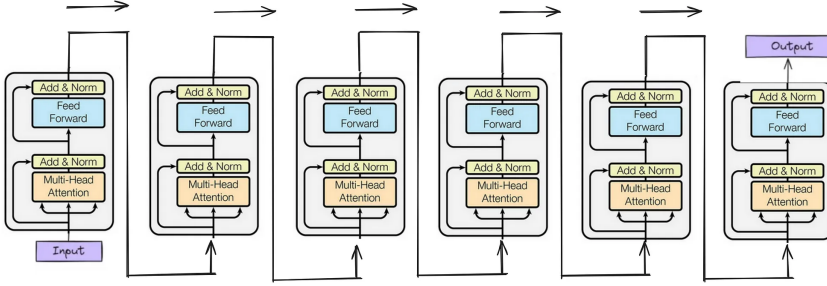 Output
Add & Norm
Feed
Forward
Add & Norm
Multi-Head
Attention
Input
Add & Norm
Feed
Forward
Add & Norm
Multi-Head
Attention
Add & Norm
Feed
Forward
Add & Norm
Multi-Head
Attention
Add & Norm
Feed
Forward
Add & Norm
Multi-Head
Attention
Add & Norm
Feed
Forward
Add & Norm
Multi-Head
Attention
Add & Norm
Feed
Forward
Add & Norm
Multi-Head
Attention